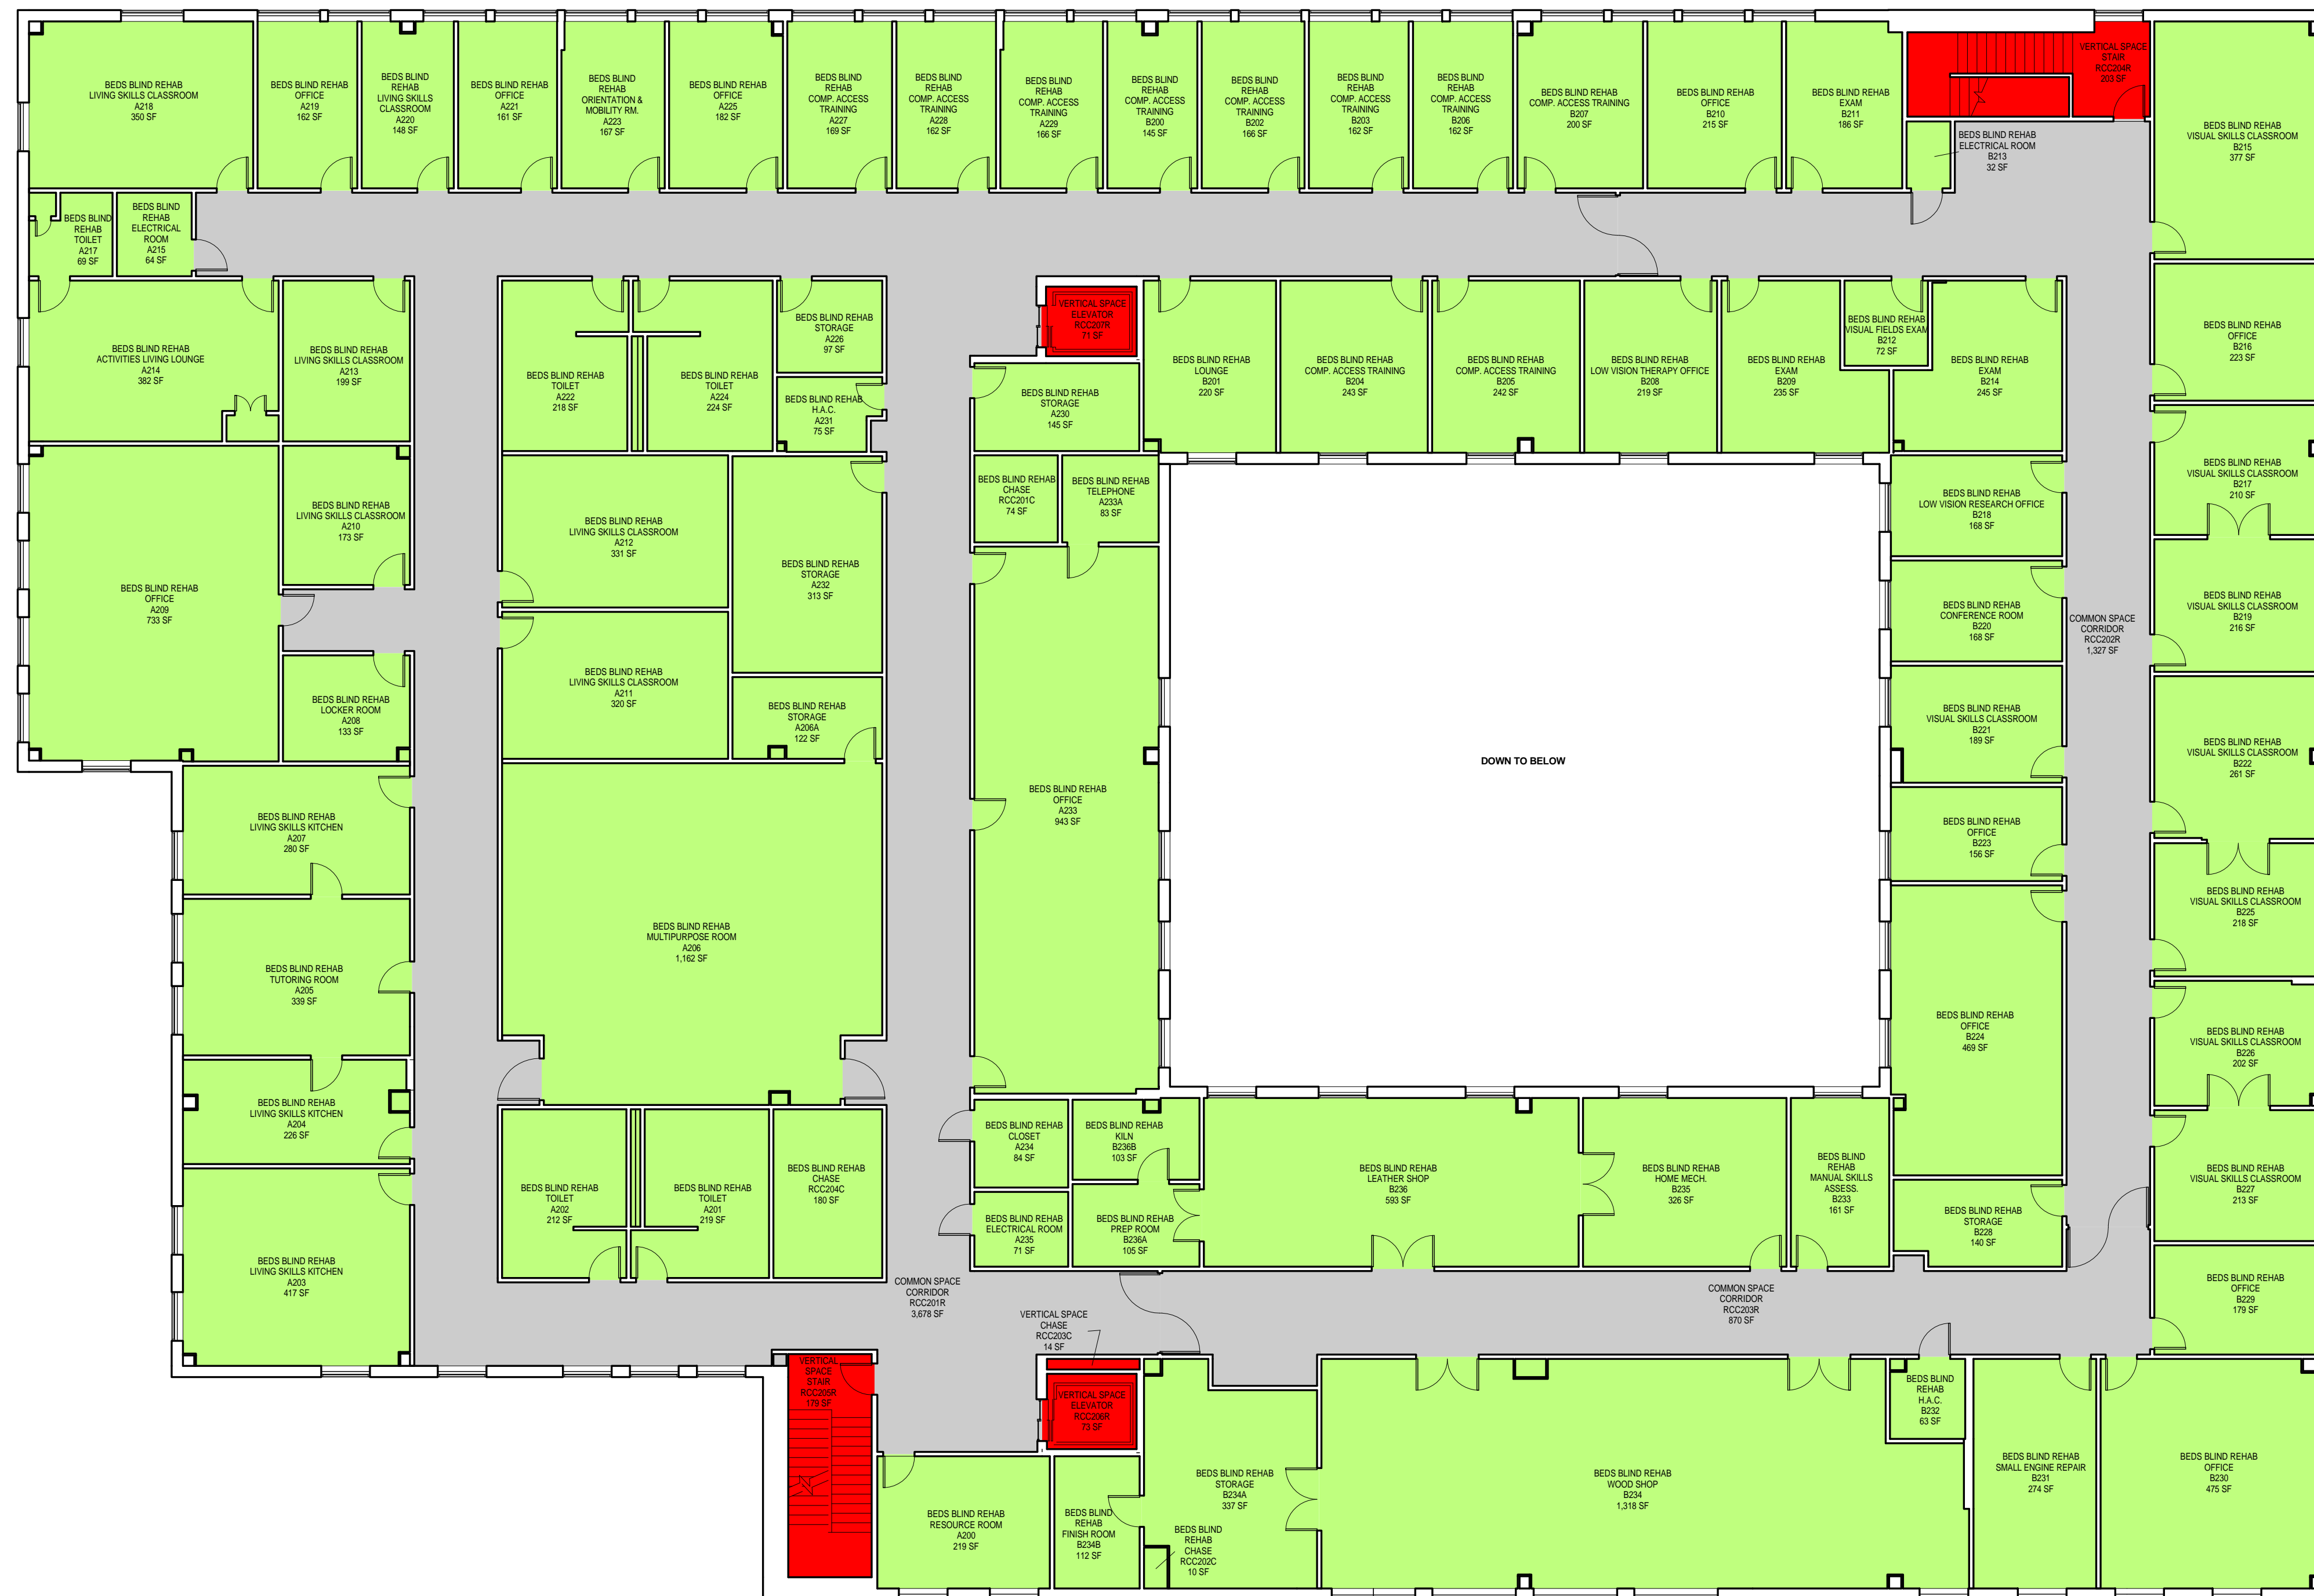 BEDS BLIND REHAB
LIVING SKILLS CLASSROOM
A218
350 SF
BEDS BLIND REHAB
OFFICE
A219
162 SF
BEDS BLIND
REHAB
LIVING SKILLS
CLASSROOM
A220
148 SF
BEDS BLIND REHAB
OFFICE
A221
161 SF
BEDS BLIND
REHAB
ORIENTATION &
MOBILITY RM.
A223
167 SF
BEDS BLIND REHAB
OFFICE
A225
182 SF
BEDS BLIND
REHAB
COMP. ACCESS
TRAINING
A227
169 SF
BEDS BLIND
REHAB
COMP. ACCESS
TRAINING
A228
162 SF
BEDS BLIND
REHAB
COMP. ACCESS
TRAINING
A229
166 SF
BEDS BLIND
REHAB
COMP. ACCESS
TRAINING
B200
145 SF
BEDS BLIND
REHAB
COMP. ACCESS
TRAINING
B202
166 SF
BEDS BLIND
REHAB
COMP. ACCESS
TRAINING
B203
162 SF
BEDS BLIND
REHAB
COMP. ACCESS
TRAINING
B206
162 SF
BEDS BLIND REHAB
COMP. ACCESS TRAINING
B207
200 SF
BEDS BLIND REHAB
OFFICE
B210
215 SF
BEDS BLIND REHAB
EXAM
B211
186 SF
VERTICAL SPACE
STAIR
RCC204R
203 SF
BEDS BLIND REHAB
ELECTRICAL ROOM
B213
32 SF
BEDS BLIND REHAB
VISUAL SKILLS CLASSROOM
B215
377 SF
BEDS BLIND
REHAB
TOILET
A217
69 SF
BEDS BLIND
REHAB
ELECTRICAL
ROOM
A215
64 SF
BEDS BLIND REHAB
ACTIVITIES LIVING LOUNGE
A214
382 SF
BEDS BLIND REHAB
LIVING SKILLS CLASSROOM
A213
199 SF
BEDS BLIND REHAB
TOILET
A222
218 SF
BEDS BLIND REHAB
TOILET
A224
224 SF
BEDS BLIND REHAB
STORAGE
A226
97 SF
BEDS BLIND REHAB
H.A.C.
A231
75 SF
VERTICAL SPACE
ELEVATOR
RCC207R
71 SF
BEDS BLIND REHAB
STORAGE
A230
145 SF
BEDS BLIND REHAB
LOUNGE
B201
220 SF
BEDS BLIND REHAB
COMP. ACCESS TRAINING
B204
243 SF
BEDS BLIND REHAB
COMP. ACCESS TRAINING
B205
242 SF
BEDS BLIND REHAB
LOW VISION THERAPY OFFICE
B208
219 SF
BEDS BLIND REHAB
EXAM
B209
235 SF
BEDS BLIND REHAB
VISUAL FIELDS EXAM
B212
72 SF
BEDS BLIND REHAB
EXAM
B214
245 SF
BEDS BLIND REHAB
OFFICE
B216
223 SF
BEDS BLIND REHAB
VISUAL SKILLS CLASSROOM
B217
210 SF
BEDS BLIND REHAB
OFFICE
A209
733 SF
BEDS BLIND REHAB
LIVING SKILLS CLASSROOM
A210
173 SF
BEDS BLIND REHAB
LIVING SKILLS CLASSROOM
A212
331 SF
BEDS BLIND REHAB
STORAGE
A232
313 SF
BEDS BLIND REHAB
CHASE
RCC201C
74 SF
BEDS BLIND REHAB
TELEPHONE
A233A
83 SF
BEDS BLIND REHAB
LOW VISION RESEARCH OFFICE
B218
168 SF
BEDS BLIND REHAB
CONFERENCE ROOM
B220
168 SF
COMMON SPACE
CORRIDOR
RCC202R
1,327 SF
BEDS BLIND REHAB
VISUAL SKILLS CLASSROOM
B219
216 SF
BEDS BLIND REHAB
LOCKER ROOM
A208
133 SF
BEDS BLIND REHAB
LIVING SKILLS CLASSROOM
A211
320 SF
BEDS BLIND REHAB
STORAGE
A206A
122 SF
BEDS BLIND REHAB
OFFICE
A233
943 SF
DOWN TO BELOW
BEDS BLIND REHAB
VISUAL SKILLS CLASSROOM
B221
189 SF
BEDS BLIND REHAB
VISUAL SKILLS CLASSROOM
B222
261 SF
BEDS BLIND REHAB
LIVING SKILLS KITCHEN
A207
280 SF
BEDS BLIND REHAB
OFFICE
B223
156 SF
BEDS BLIND REHAB
VISUAL SKILLS CLASSROOM
B225
218 SF
BEDS BLIND REHAB
TUTORING ROOM
A205
339 SF
BEDS BLIND REHAB
MULTIPURPOSE ROOM
A206
1,162 SF
BEDS BLIND REHAB
OFFICE
B224
469 SF
BEDS BLIND REHAB
VISUAL SKILLS CLASSROOM
B226
202 SF
BEDS BLIND REHAB
LIVING SKILLS KITCHEN
A204
226 SF
BEDS BLIND REHAB
CLOSET
A234
84 SF
BEDS BLIND REHAB
KILN
B236B
103 SF
BEDS BLIND REHAB
TOILET
A202
212 SF
BEDS BLIND REHAB
TOILET
A201
219 SF
BEDS BLIND REHAB
CHASE
RCC204C
180 SF
BEDS BLIND REHAB
ELECTRICAL ROOM
A235
71 SF
BEDS BLIND REHAB
PREP ROOM
B236A
105 SF
BEDS BLIND REHAB
LEATHER SHOP
B236
593 SF
BEDS BLIND REHAB
HOME MECH.
B235
326 SF
BEDS BLIND
REHAB
MANUAL SKILLS
ASSESS.
B233
161 SF
BEDS BLIND REHAB
STORAGE
B228
140 SF
BEDS BLIND REHAB
VISUAL SKILLS CLASSROOM
B227
213 SF
BEDS BLIND REHAB
LIVING SKILLS KITCHEN
A203
417 SF
COMMON SPACE
CORRIDOR
RCC201R
3,678 SF
VERTICAL SPACE
CHASE
RCC203C
14 SF
COMMON SPACE
CORRIDOR
RCC203R
870 SF
BEDS BLIND REHAB
OFFICE
B229
179 SF
VERTICAL
SPACE
STAIR
RCC205R
179 SF
VERTICAL SPACE
ELEVATOR
RCC206R
73 SF
BEDS BLIND
REHAB
H.A.C.
B232
63 SF
BEDS BLIND REHAB
RESOURCE ROOM
A200
219 SF
BEDS BLIND
REHAB
FINISH ROOM
B234B
112 SF
BEDS BLIND REHAB
STORAGE
B234A
337 SF
BEDS BLIND
REHAB
CHASE
RCC202C
10 SF
BEDS BLIND REHAB
WOOD SHOP
B234
1,318 SF
BEDS BLIND REHAB
SMALL ENGINE REPAIR
B231
274 SF
BEDS BLIND REHAB
OFFICE
B230
475 SF